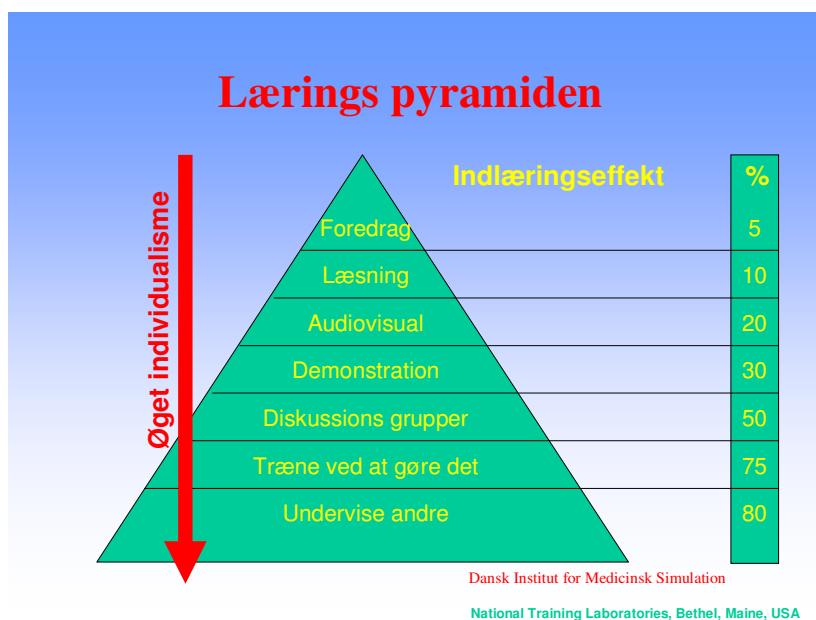 Lærings pyramiden
Øget individualisme
Indlæringseffekt %
Foredrag 5
Læsning 10
Audiovisual 20
Demonstration 30
Diskussions grupper 50
Træne ved at gøre det 75
Undervise andre 80
Dansk Institut for Medicinsk Simulation
National Training Laboratories, Bethel, Maine, USA